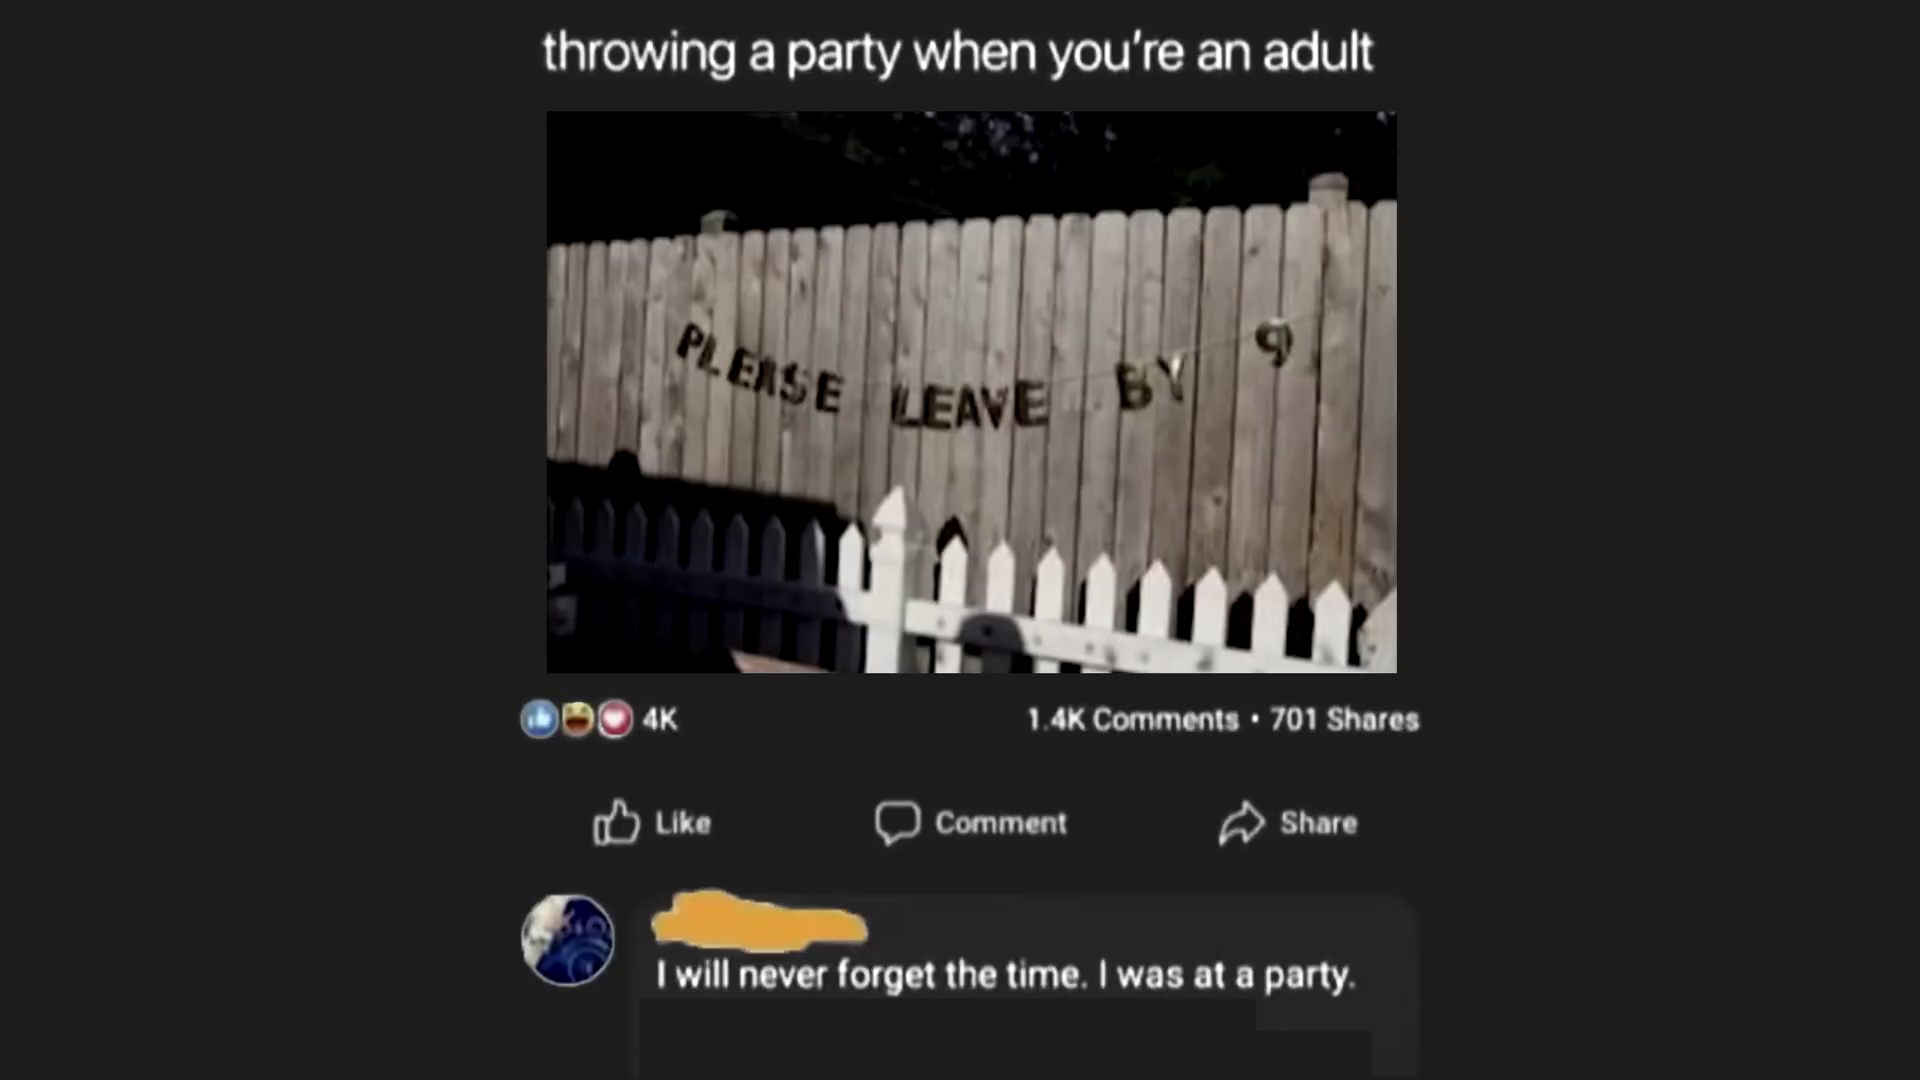 throwing a party when you're an adult
PLEASE LEAVE BY 9
4K
1.4K Comments • 701 Shares
Like
Comment
Share
I will never forget the time. I was at a party.